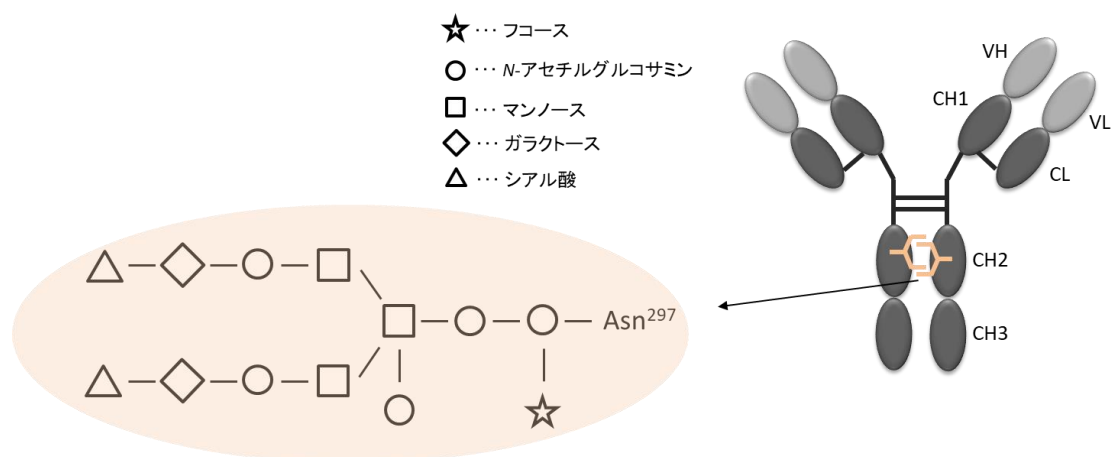 ··· フコース
··· N-アセチルグルコサミン
··· マンノース
··· ガラクトース
··· シアル酸
VH
CH1
VL
CL
CH2
CH3
Asn²⁹⁷